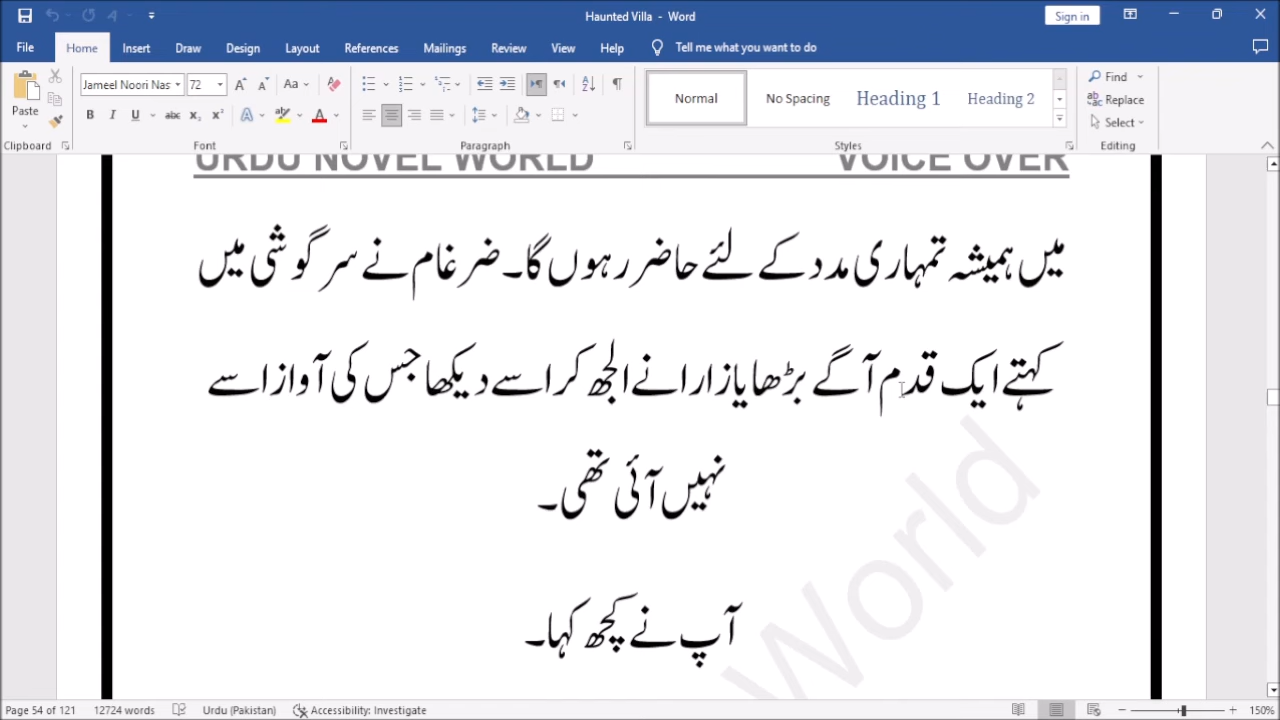 Haunted Villa - Word
Sign in
File Home Insert Draw Design Layout References Mailings Review View Help Tell me what you want to do
Jameel Noori Nas 72 Aa
Paste
B I U abc x₂ x² A A
Normal No Spacing Heading 1 Heading 2
Find
Replace
Select
Clipboard Font Paragraph Styles Editing
URDU NOVEL WORLD VOICE OVER
میں ہمیشہ تمہاری مدد کے لئے حاضر رہوں گا۔ ضرغام نے سرگوشی میں
کہتے ایک قدم آگے بڑھایا زارا نے الجھ کر اسے دیکھا جس کی آواز اسے
نہیں آئی تھی۔
آپ نے کچھ کہا۔
World
Page 54 of 121 12724 words Urdu (Pakistan) Accessibility: Investigate 150%